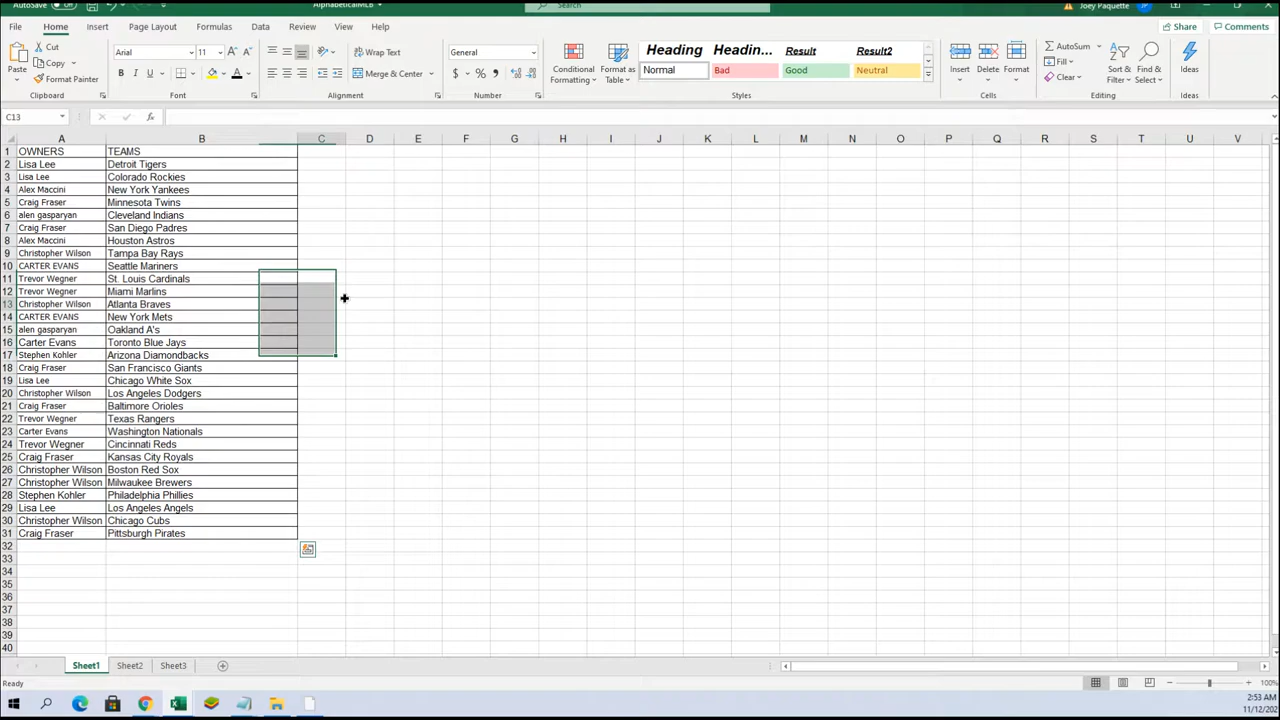 AutoSave Off AlphabeticalMLB Search Joey Paquette JP
File Home Insert Page Layout Formulas Data Review View Help Share Comments
Paste Cut Copy Format Painter Clipboard
Arial 11 A A B I U A Font
ab Wrap Text Merge & Center Alignment
General $ % Number
Conditional Formatting Format as Table
Heading Headin... Result Result2
Normal Bad Good Neutral
Styles
Insert Delete Format Cells
AutoSum Fill Clear Sort & Filter Find & Select Editing
Ideas Ideas
C13 fx
A B C D E F G H I J K L M N O P Q R S T U V
1 OWNERS TEAMS
2 Lisa Lee Detroit Tigers
3 Lisa Lee Colorado Rockies
4 Alex Maccini New York Yankees
5 Craig Fraser Minnesota Twins
6 alen gasparyan Cleveland Indians
7 Craig Fraser San Diego Padres
8 Alex Maccini Houston Astros
9 Christopher Wilson Tampa Bay Rays
10 CARTER EVANS Seattle Mariners
11 Trevor Wegner St. Louis Cardinals
12 Trevor Wegner Miami Marlins
13 Christopher Wilson Atlanta Braves
14 CARTER EVANS New York Mets
15 alen gasparyan Oakland A's
16 Carter Evans Toronto Blue Jays
17 Stephen Kohler Arizona Diamondbacks
18 Craig Fraser San Francisco Giants
19 Lisa Lee Chicago White Sox
20 Christopher Wilson Los Angeles Dodgers
21 Craig Fraser Baltimore Orioles
22 Trevor Wegner Texas Rangers
23 Carter Evans Washington Nationals
24 Trevor Wegner Cincinnati Reds
25 Craig Fraser Kansas City Royals
26 Christopher Wilson Boston Red Sox
27 Christopher Wilson Milwaukee Brewers
28 Stephen Kohler Philadelphia Phillies
29 Lisa Lee Los Angeles Angels
30 Christopher Wilson Chicago Cubs
31 Craig Fraser Pittsburgh Pirates
32
33
34
35
36
37
38
39
40
Sheet1 Sheet2 Sheet3
Ready 100%
2:53 AM
11/12/202